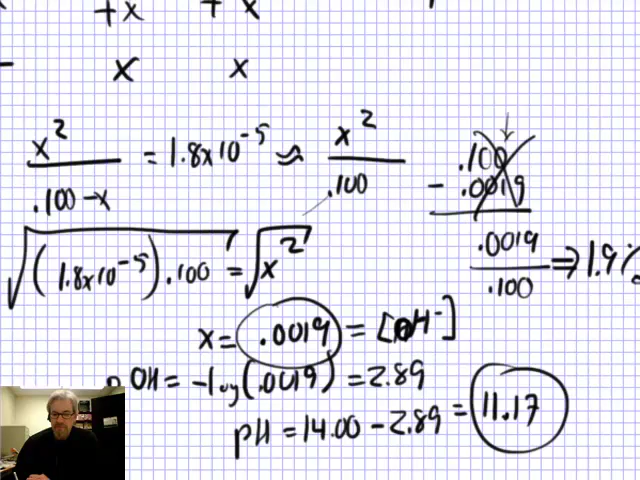 +x +x
- x x
x² / .100 - x = 1.8x10⁻⁵ ≈ x² / .100
.100
- .0019
√(1.8x10⁻⁵).100 = √x²
.0019 / .100 ⇒ 1.9%
x = .0019 = [OH⁻]
pOH = -log(.0019) = 2.89
pH = 14.00 - 2.89 = 11.17